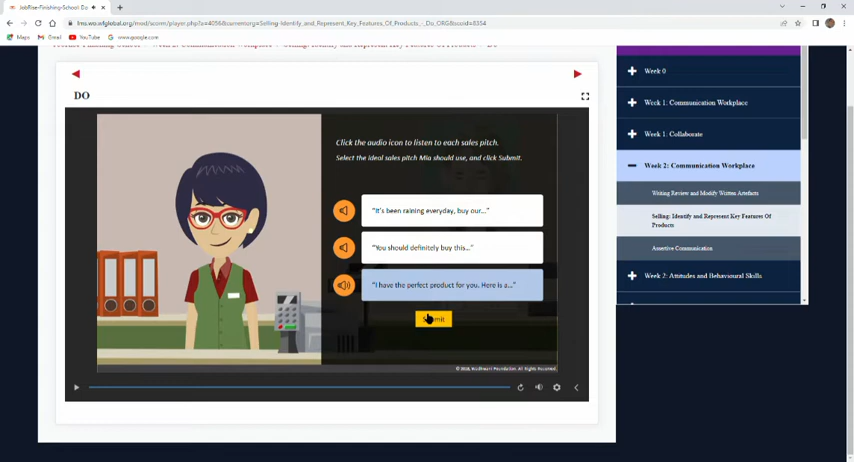 JobRise-Finishing-School: Do
lms.wo.wfglobal.org/mod/scorm/player.php?a=4056&currentorg=Selling-Identify_and_Represent_Key_Features_Of_Products_-_Do_ORG&scoid=8354
Maps Gmail YouTube www.google.com
DO
Click the audio icon to listen to each sales pitch.
Select the ideal sales pitch Mia should use, and click Submit.
"It's been raining everyday, buy our..."
"You should definitely buy this..."
"I have the perfect product for you. Here is a..."
Submit
© 2018, Wadhwani Foundation. All Rights Reserved.
Week 0
Week 1: Communication Workplace
Week 1: Collaborate
Week 2: Communication Workplace
Writing Review and Modify Written Artefacts
Selling: Identify and Represent Key Features Of
Products
Assertive Communication
Week 2: Attitudes and Behavioural Skills